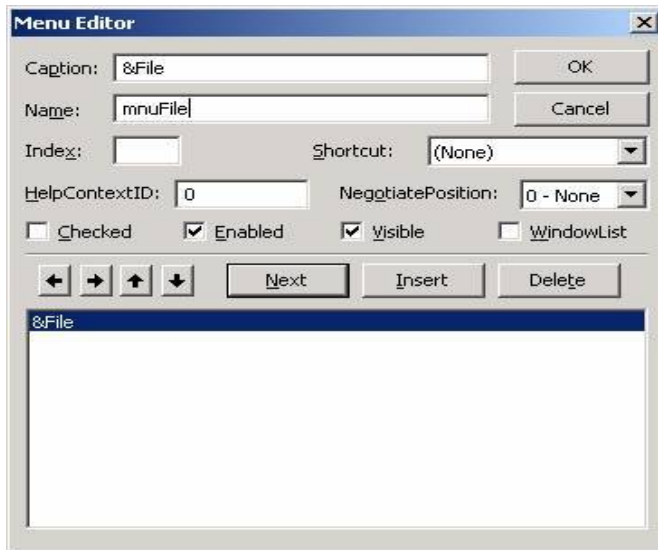 Menu Editor
Caption: &File OK
Name: mnuFile Cancel
Index: Shortcut: (None)
HelpContextID: 0 NegotiatePosition: 0 - None
Checked Enabled Visible WindowList
Next Insert Delete
&File